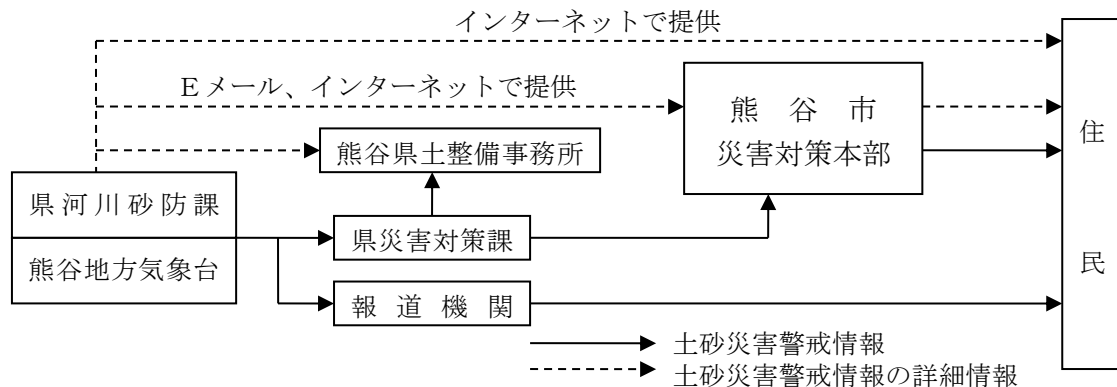 インターネットで提供
Eメール、インターネットで提供
熊谷市
災害対策本部
住民
熊谷県土整備事務所
県河川砂防課
県災害対策課
熊谷地方気象台
報道機関
土砂災害警戒情報
土砂災害警戒情報の詳細情報